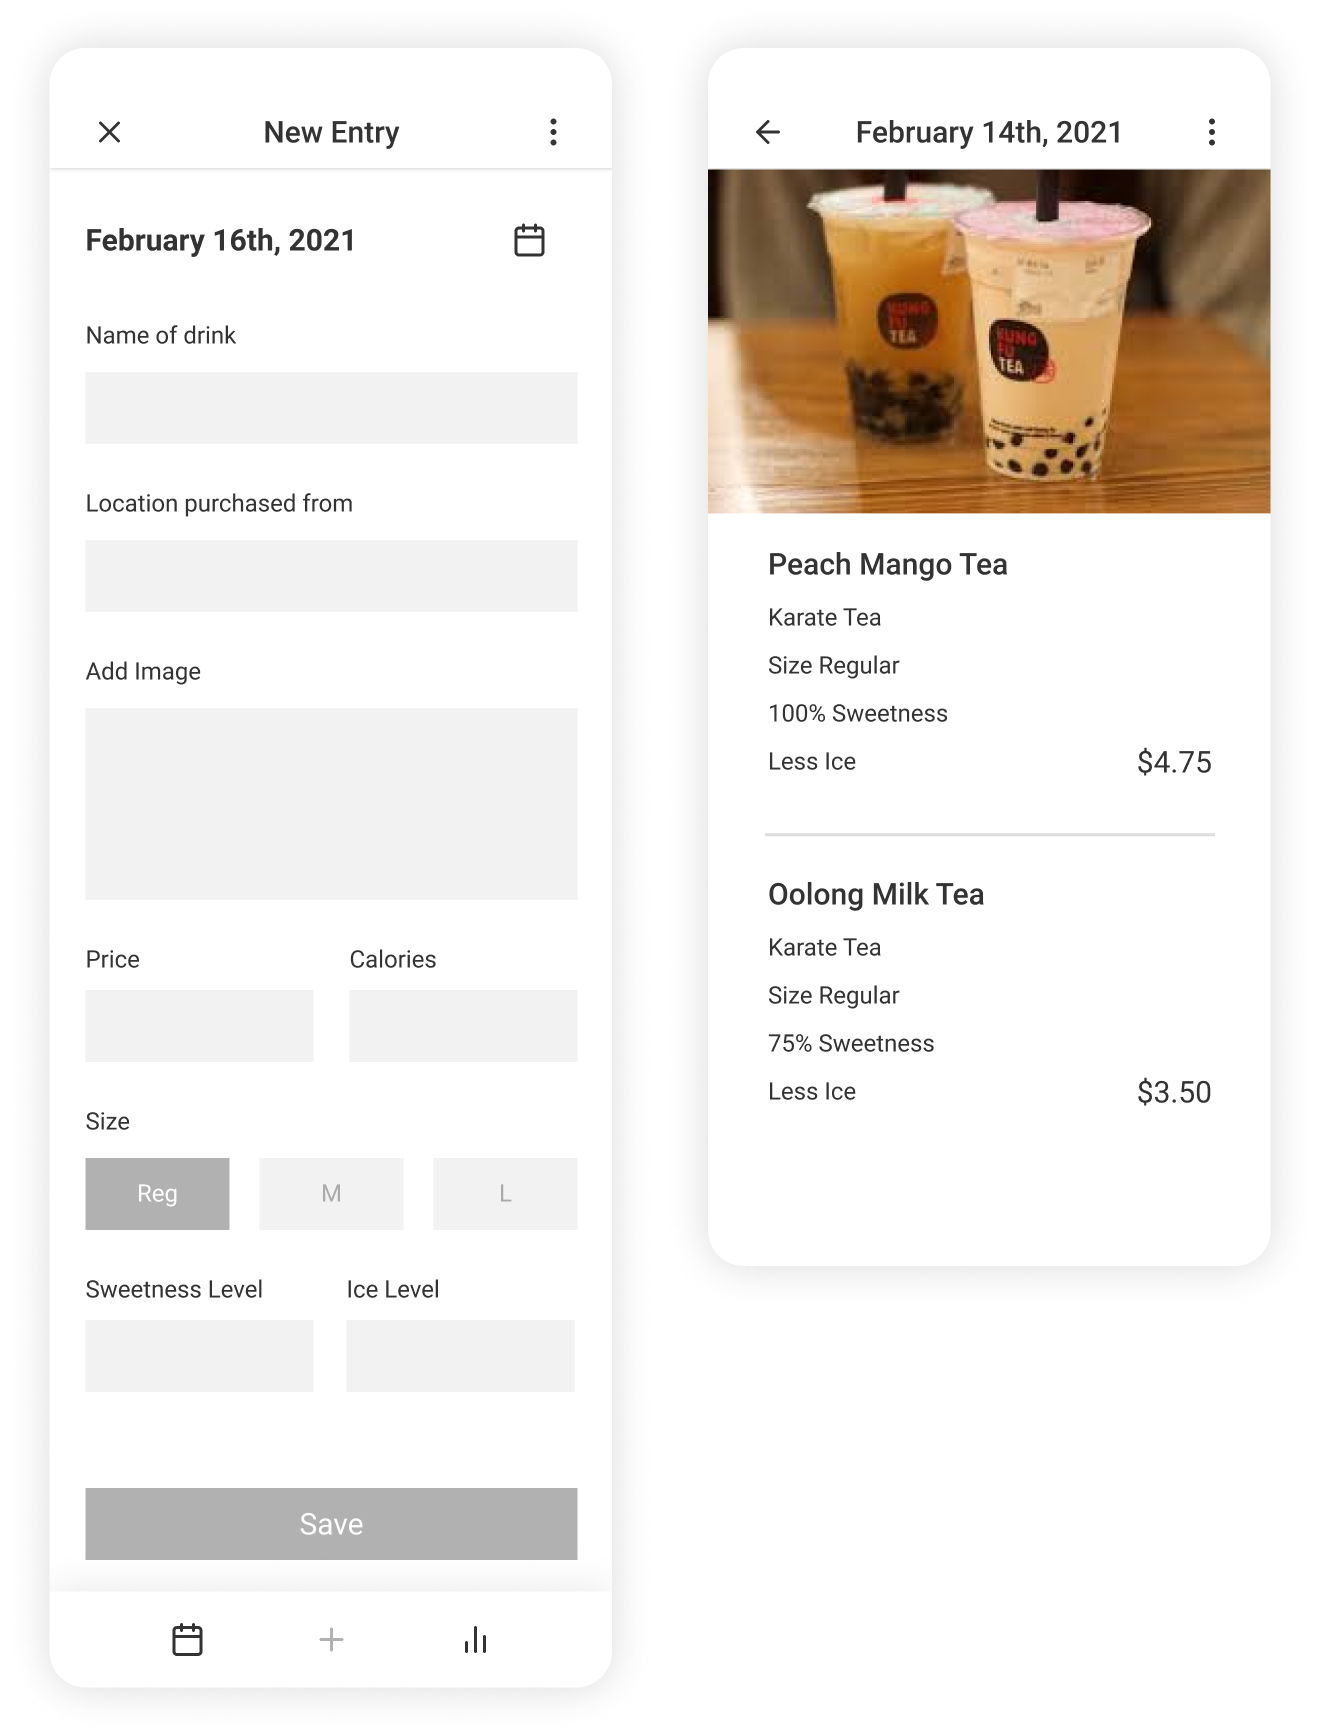 New Entry
February 16th, 2021
Name of drink
Location purchased from
Add Image
Price
Calories
Size
Reg
M
L
Sweetness Level
Ice Level
Save
February 14th, 2021
KUNG
FU
TEA
KUNG
FU
TEA
Peach Mango Tea
Karate Tea
Size Regular
100% Sweetness
Less Ice
$4.75
Oolong Milk Tea
Karate Tea
Size Regular
75% Sweetness
Less Ice
$3.50